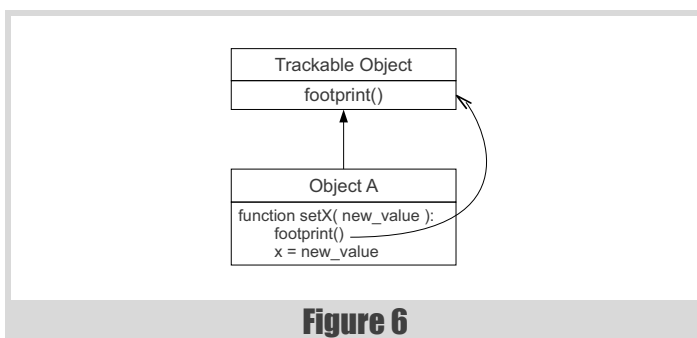 Trackable Object
footprint()
Object A
function setX( new_value ):
footprint()
x = new_value
Figure 6